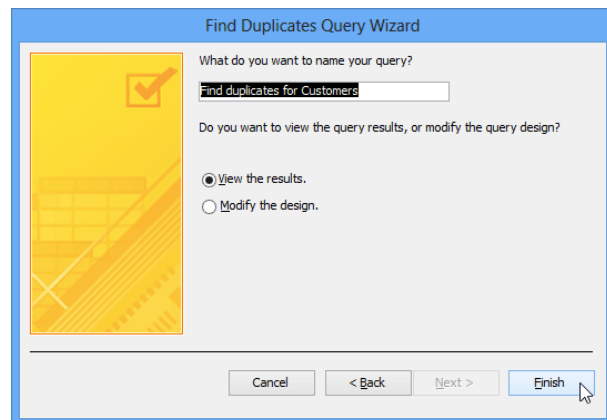 Find Duplicates Query Wizard
What do you want to name your query?
Find duplicates for Customers
Do you want to view the query results, or modify the query design?
View the results.
Modify the design.
Cancel
< Back
Next >
Finish